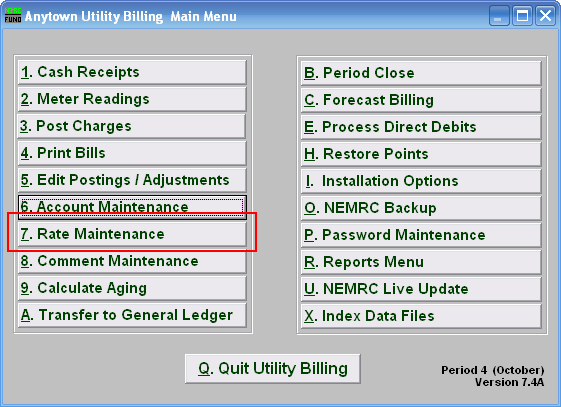 Anytown Utility Billing  Main Menu
1. Cash Receipts
2. Meter Readings
3. Post Charges
4. Print Bills
5. Edit Postings / Adjustments
6. Account Maintenance
7. Rate Maintenance
8. Comment Maintenance
9. Calculate Aging
A. Transfer to General Ledger
B. Period Close
C. Forecast Billing
E. Process Direct Debits
H. Restore Points
I. Installation Options
O. NEMRC Backup
P. Password Maintenance
R. Reports Menu
U. NEMRC Live Update
X. Index Data Files
Q. Quit Utility Billing
Period 4 (October)
Version 7.4A